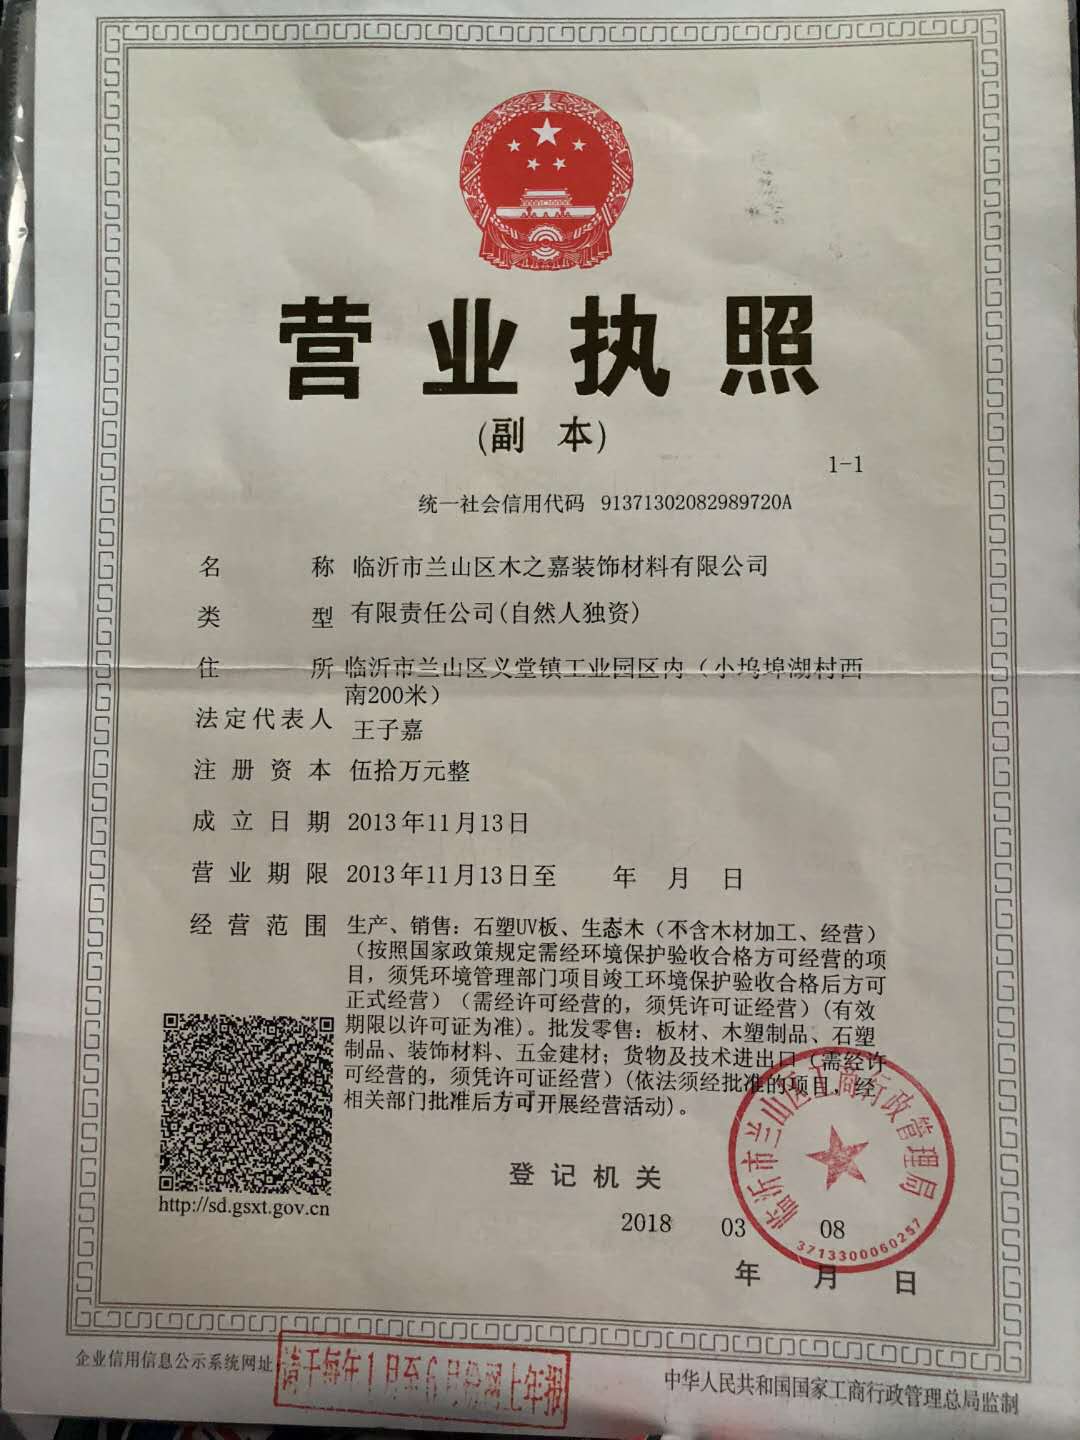 营业执照
(副 本)
1-1
统一社会信用代码 91371302082989720A
名 称 临沂市兰山区木之嘉装饰材料有限公司
类 型 有限责任公司(自然人独资)
住 所 临沂市兰山区义堂镇工业园区内（小坞埠湖村西
南200米）
法定代表人 王子嘉
注册资本 伍拾万元整
成立日期 2013年11月13日
营业期限 2013年11月13日至 年 月 日
经营范围 生产、销售：石塑UV板、生态木（不含木材加工、经营）
（按照国家政策规定需经环境保护验收合格方可经营的项
目，须凭环境管理部门项目竣工环境保护验收合格后方可
正式经营）（需经许可经营的，须凭许可证经营）(有效
期限以许可证为准)。批发零售：板材、木塑制品、石塑
制品、装饰材料、五金建材；货物及技术进出口（需经许
可经营的，须凭许可证经营）(依法须经批准的项目，经
相关部门批准后方可开展经营活动)。
http://sd.gsxt.gov.cn
登记机关
临沂市兰山区工商行政管理局
3713300060257
2018 03 08
年 月 日
企业信用信息公示系统网址
请于每年1月至6月份网上年报
中华人民共和国国家工商行政管理总局监制